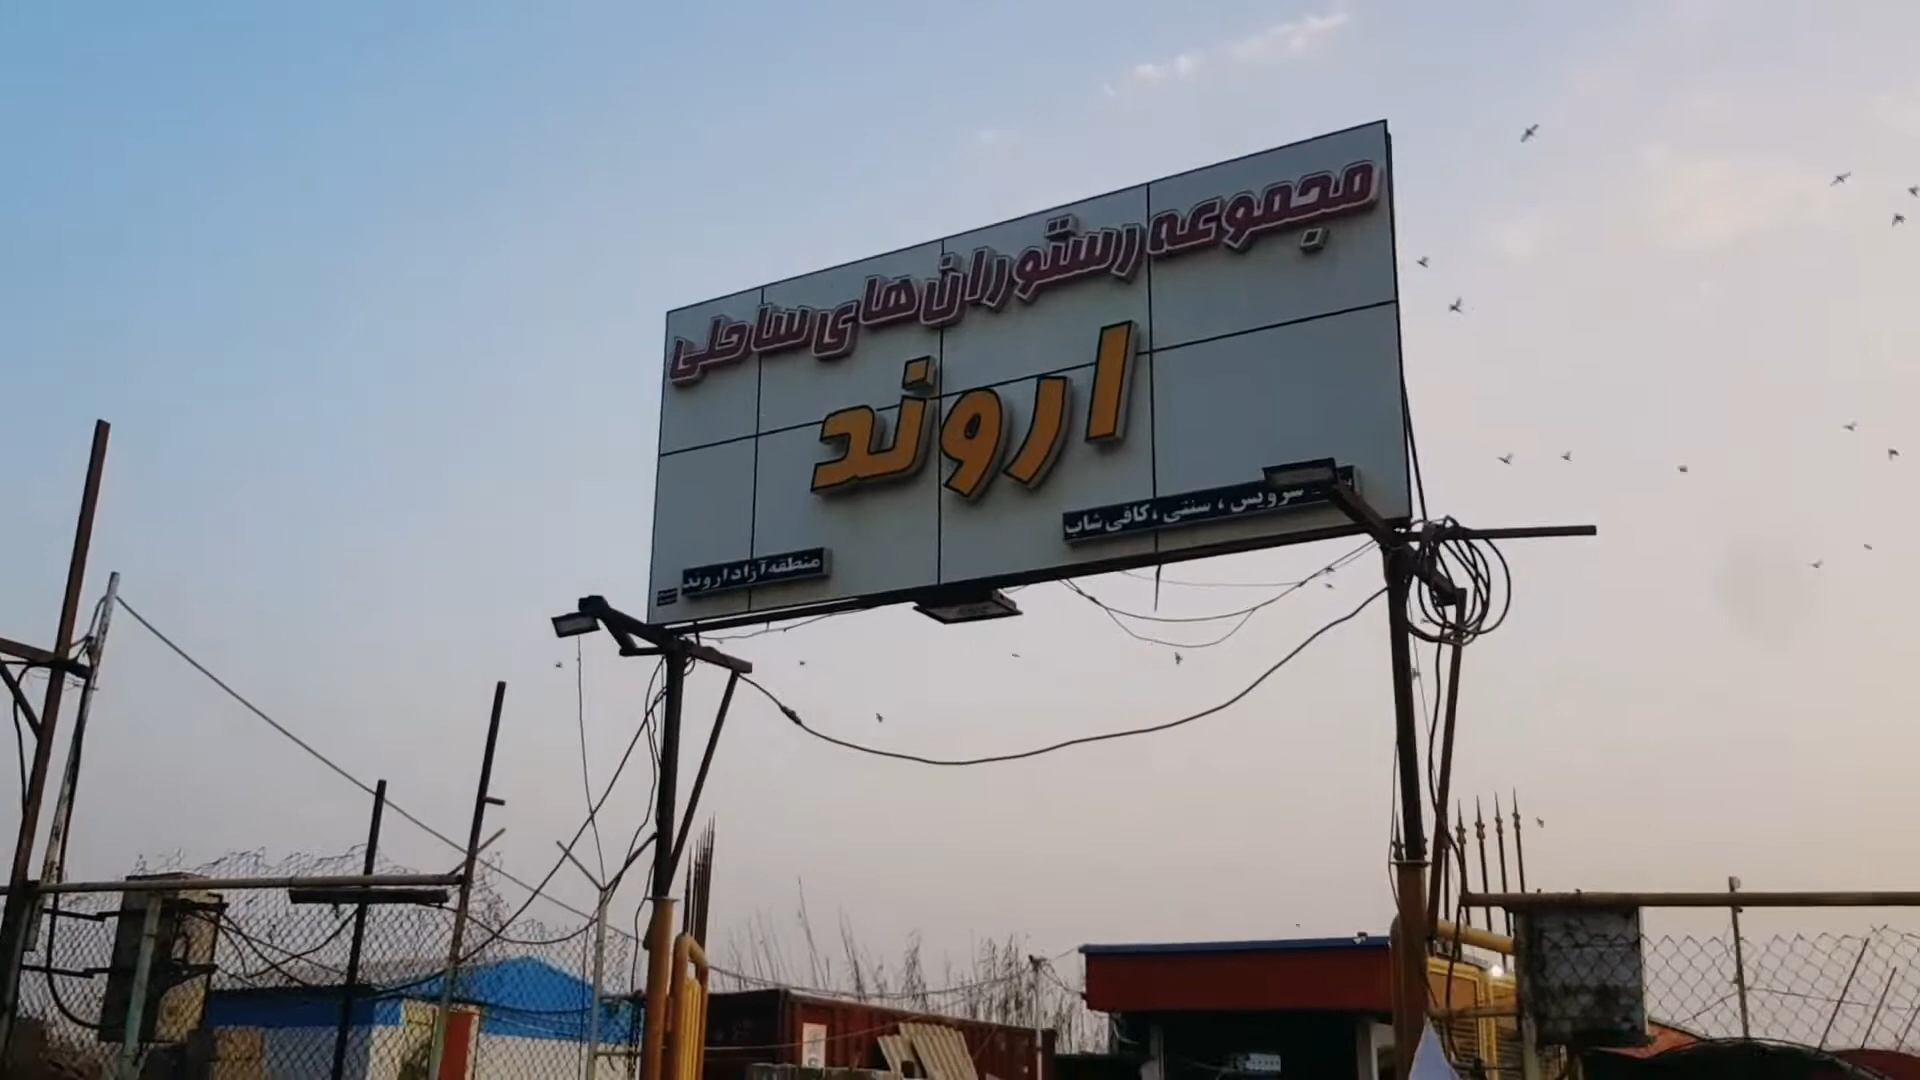 مجموعه رستوران های ساحلی
اروند
سرویس ، سنتی ، کافی شاپ
منطقه آزاد اروند